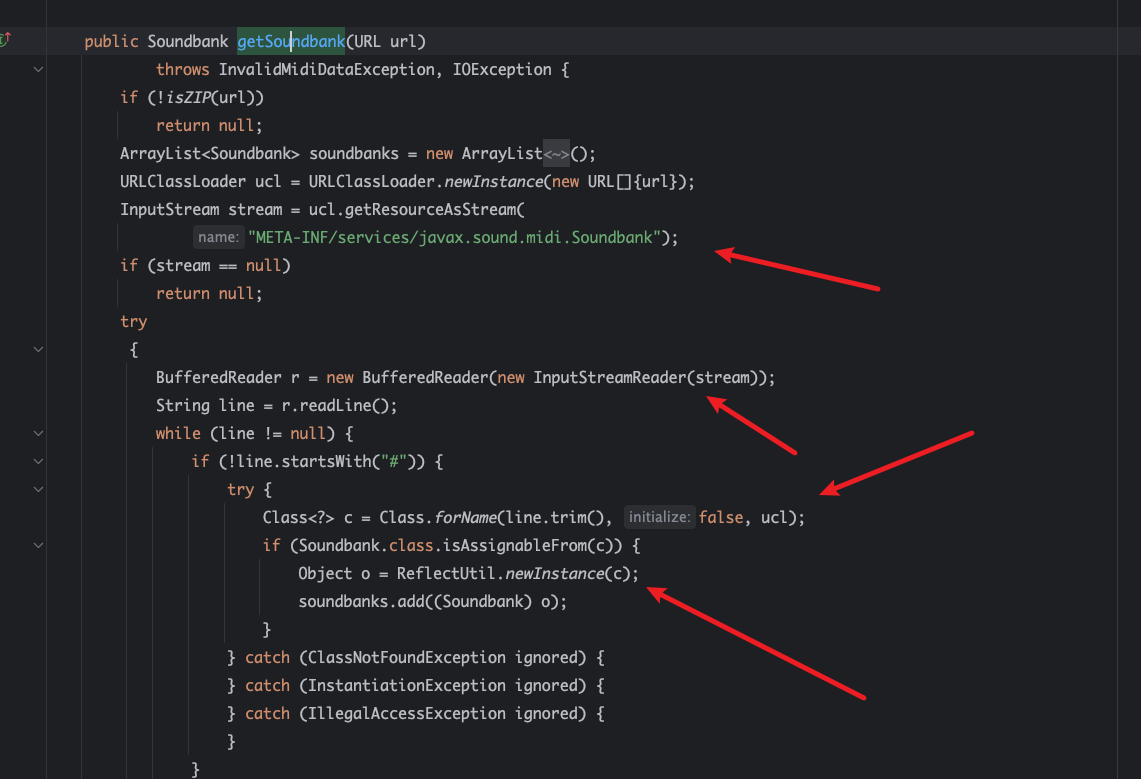 public Soundbank getSoundbank(URL url)
throws InvalidMidiDataException, IOException {
if (!isZIP(url))
return null;
ArrayList<Soundbank> soundbanks = new ArrayList<~>();
URLClassLoader ucl = URLClassLoader.newInstance(new URL[]{url});
InputStream stream = ucl.getResourceAsStream(
name: "META-INF/services/javax.sound.midi.Soundbank");
if (stream == null)
return null;
try
{
BufferedReader r = new BufferedReader(new InputStreamReader(stream));
String line = r.readLine();
while (line != null) {
if (!line.startsWith("#")) {
try {
Class<?> c = Class.forName(line.trim(), initialize: false, ucl);
if (Soundbank.class.isAssignableFrom(c)) {
Object o = ReflectUtil.newInstance(c);
soundbanks.add((Soundbank) o);
}
} catch (ClassNotFoundException ignored) {
} catch (InstantiationException ignored) {
} catch (IllegalAccessException ignored) {
}
}